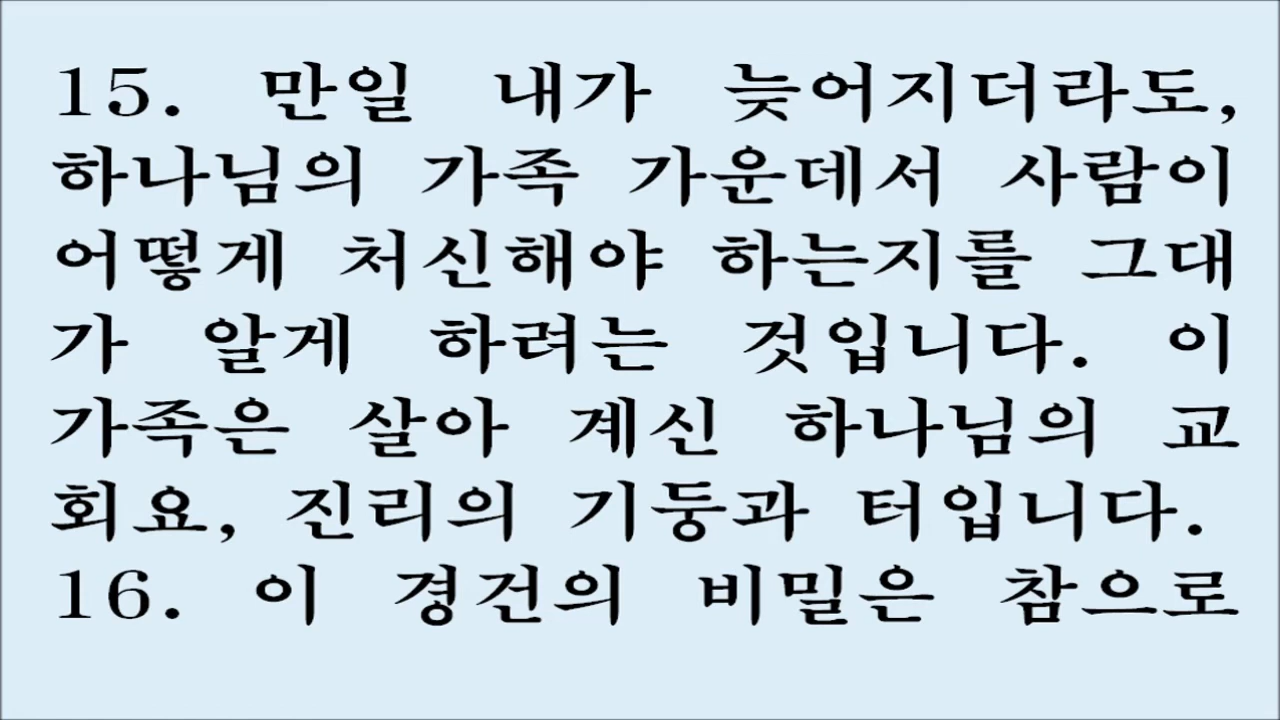 15. 만일 내가 늦어지더라도,
하나님의 가족 가운데서 사람이
어떻게 처신해야 하는지를 그대
가 알게 하려는 것입니다. 이
가족은 살아 계신 하나님의 교
회요, 진리의 기둥과 터입니다.
16. 이 경건의 비밀은 참으로